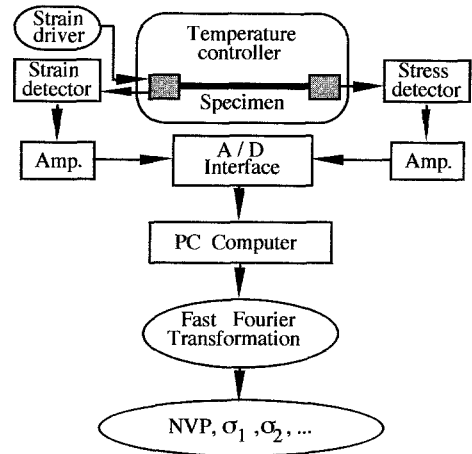 Strain
driver
Temperature
controller
Strain
detector
Specimen
Stress
detector
Amp.
A / D
Interface
Amp.
PC Computer
Fast Fourier
Transformation
NVP, σ1 ,σ2, ...